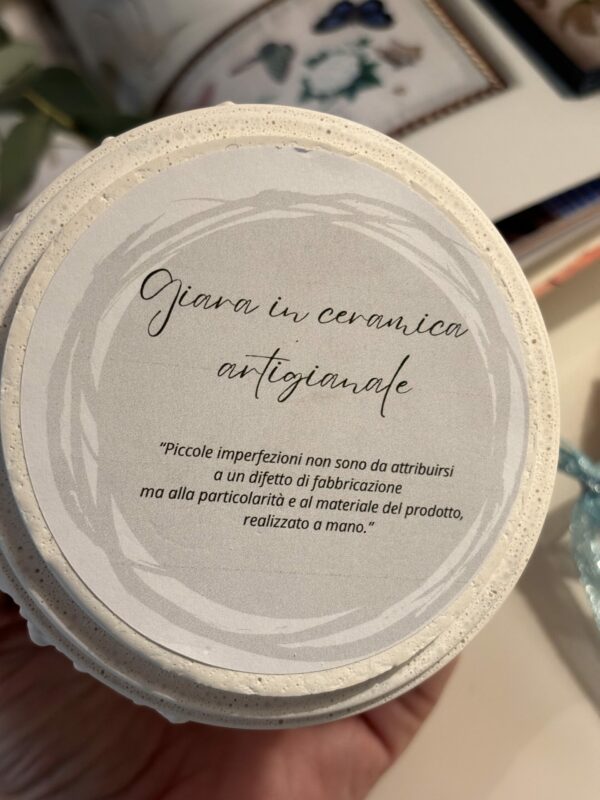 Giara in ceramica
artigianale
“Piccole imperfezioni non sono da attribuirsi
a un difetto di fabbricazione
ma alla particolarità e al materiale del prodotto,
realizzato a mano.“